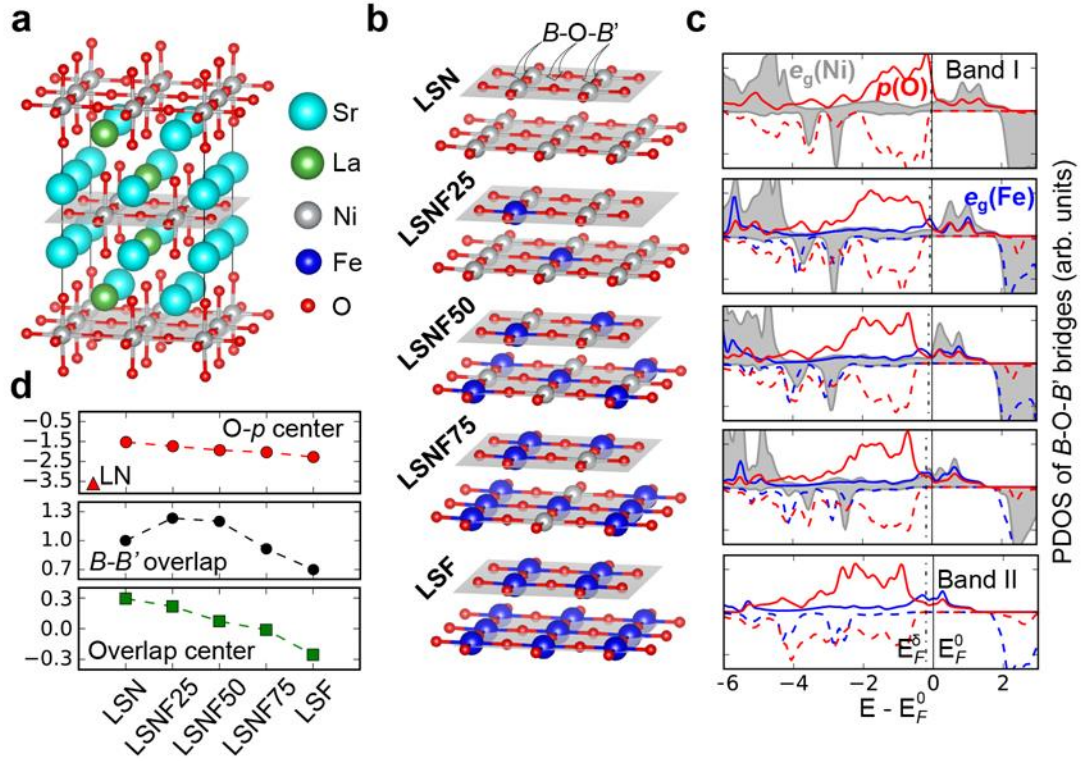 a
Sr
La
Ni
Fe
O
b
B-O-B'
LSN
LSNF25
LSNF50
LSNF75
LSF
c
e_g(Ni)
p(O)
Band I
e_g(Fe)
Band II
E_F^δ
E_F^0
−6
−4
−2
0
2
E - E_F^0
PDOS of B-O-B' bridges (arb. units)
d
−0.5
−1.5
−2.5
−3.5
O-p center
LN
1.3
1.0
0.7
B-B' overlap
0.3
0.0
−0.3
Overlap center
LSN
LSNF25
LSNF50
LSNF75
LSF